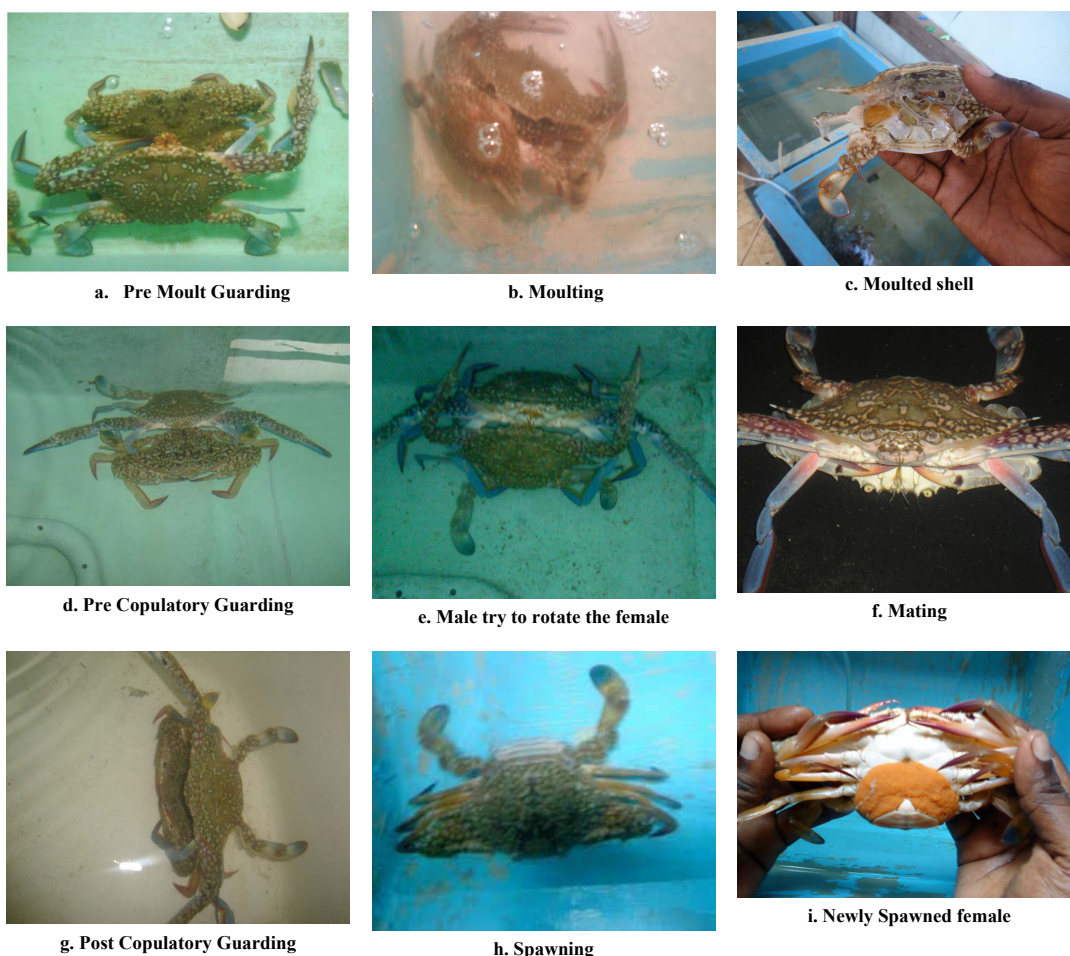 a. Pre Moult Guarding
b. Moulting
c. Moulted shell
d. Pre Copulatory Guarding
e. Male try to rotate the female
f. Mating
g. Post Copulatory Guarding
h. Spawning
i. Newly Spawned female